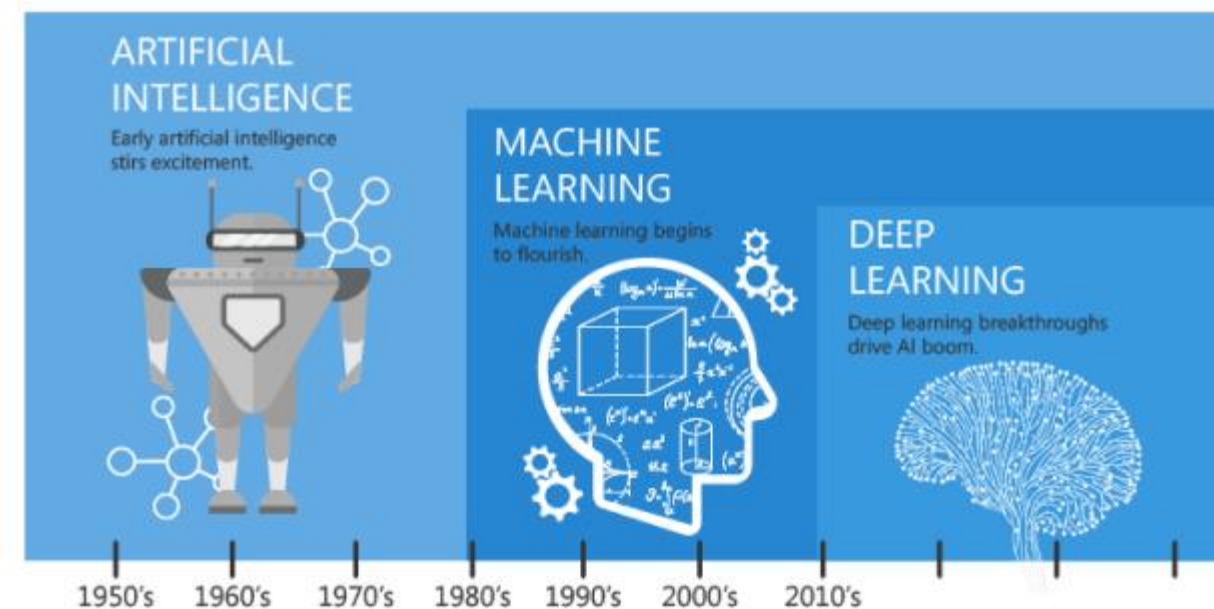 ARTIFICIAL
INTELLIGENCE
Early artificial intelligence
stirs excitement.
MACHINE
LEARNING
Machine learning begins
to flourish.
DEEP
LEARNING
Deep learning breakthroughs
drive AI boom.
1950's 1960's 1970's 1980's 1990's 2000's 2010's